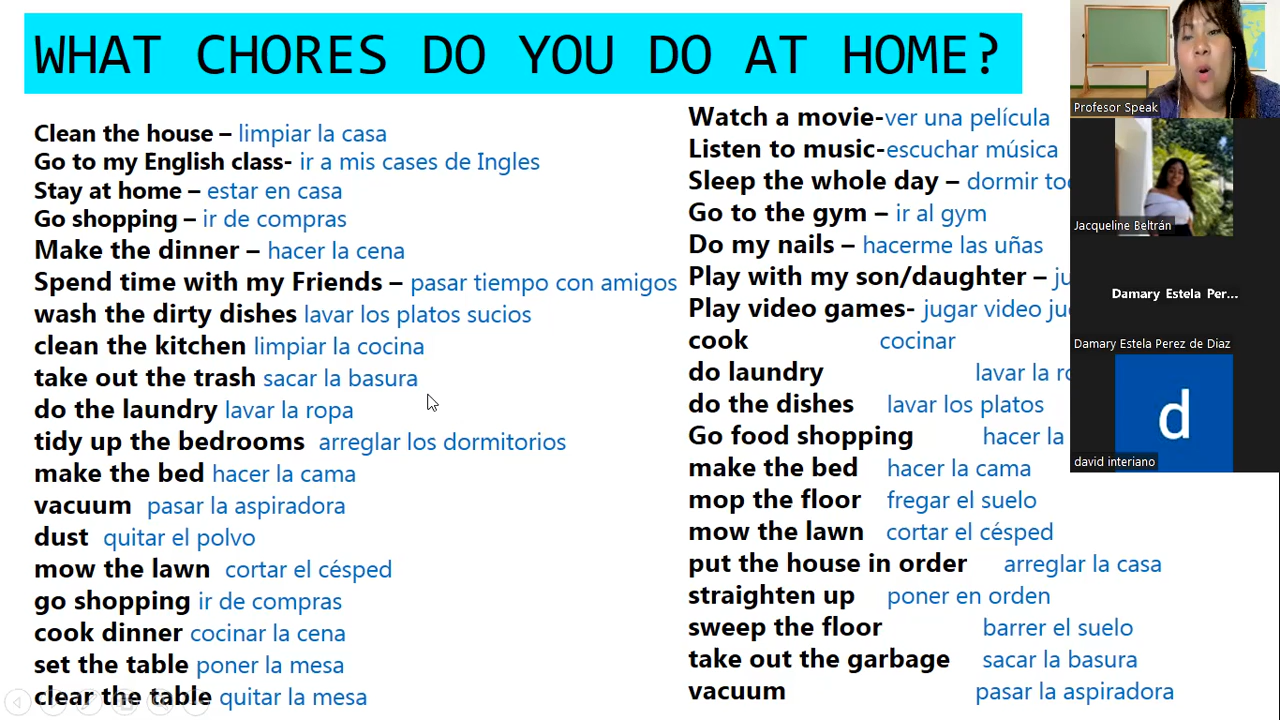 WHAT CHORES DO YOU DO AT HOME?
Clean the house – limpiar la casa
Go to my English class- ir a mis cases de Ingles
Stay at home – estar en casa
Go shopping – ir de compras
Make the dinner – hacer la cena
Spend time with my Friends – pasar tiempo con amigos
wash the dirty dishes lavar los platos sucios
clean the kitchen limpiar la cocina
take out the trash sacar la basura
do the laundry lavar la ropa
tidy up the bedrooms arreglar los dormitorios
make the bed hacer la cama
vacuum pasar la aspiradora
dust quitar el polvo
mow the lawn cortar el césped
go shopping ir de compras
cook dinner cocinar la cena
set the table poner la mesa
clear the table quitar la mesa
Watch a movie-ver una película
Listen to music-escuchar música
Sleep the whole day – dormir
Go to the gym – ir al gym
Do my nails – hacerme las uñas
Play with my son/daughter –
Play video games- jugar video
cook cocinar
do laundry lavar la
do the dishes lavar los platos
Go food shopping hacer la
make the bed hacer la cama
mop the floor fregar el suelo
mow the lawn cortar el césped
put the house in order arreglar la casa
straighten up poner en orden
sweep the floor barrer el suelo
take out the garbage sacar la basura
vacuum pasar la aspiradora
Profesor Speak
Jacqueline Beltrán
Damary Estela Per...
Damary Estela Perez de Diaz
d
david interiano